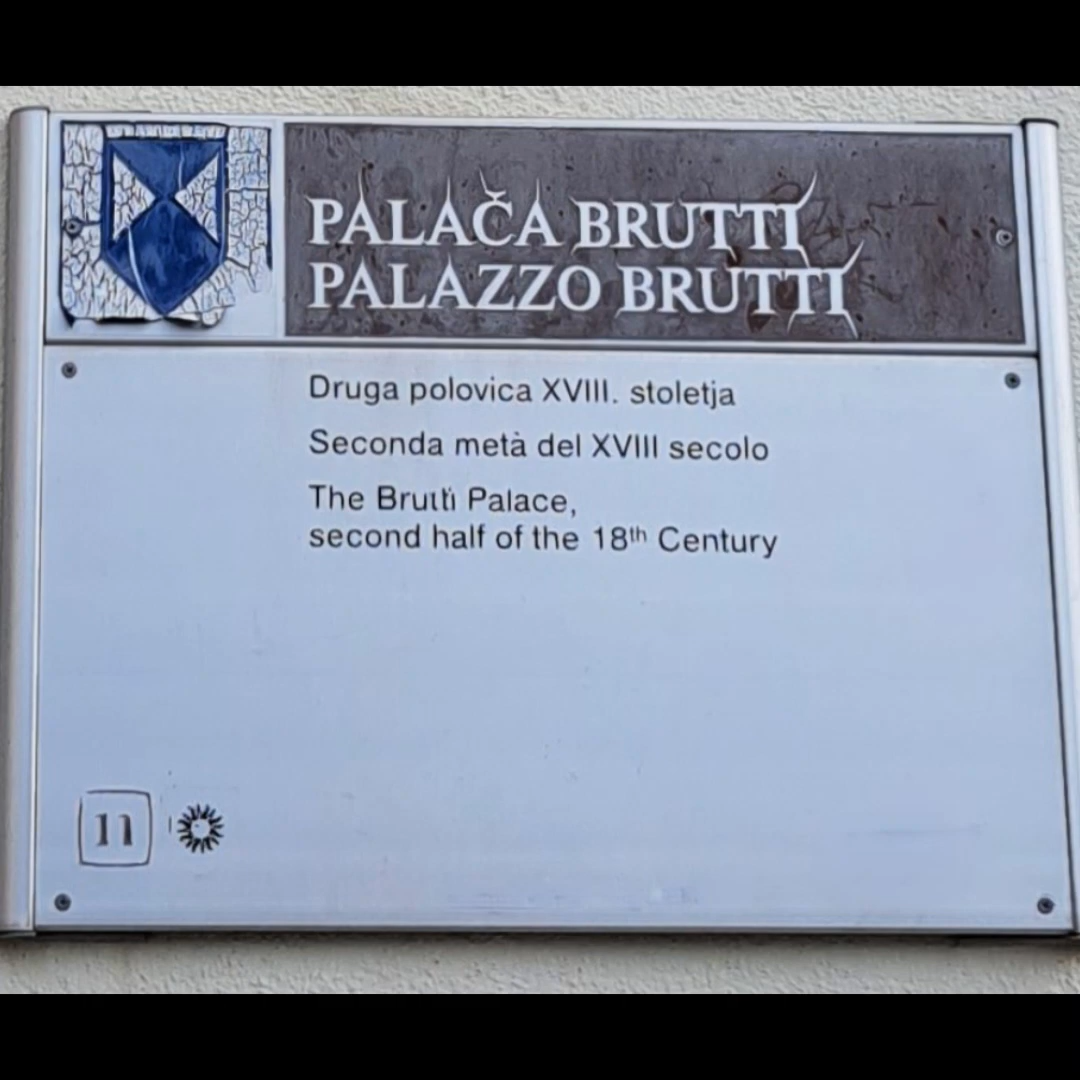 PALAČA BRUTTI
PALAZZO BRUTTI
Druga polovica XVIII. stoletja
Seconda metà del XVIII secolo
The Brutti Palace,
second half of the 18th Century
11